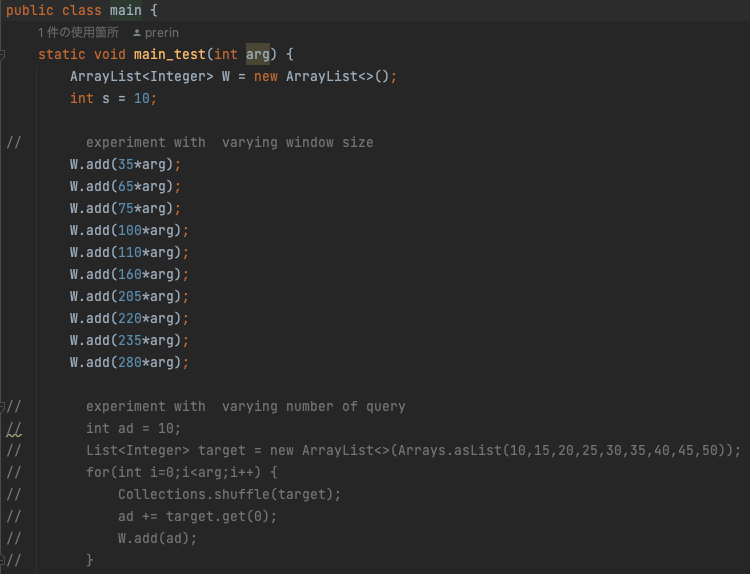 public class main {
1 件の使用箇所 prerin
static void main_test(int arg) {
ArrayList<Integer> W = new ArrayList<>();
int s = 10;
// experiment with  varying window size
W.add(35*arg);
W.add(65*arg);
W.add(75*arg);
W.add(100*arg);
W.add(110*arg);
W.add(160*arg);
W.add(205*arg);
W.add(220*arg);
W.add(235*arg);
W.add(280*arg);
// experiment with  varying number of query
// int ad = 10;
// List<Integer> target = new ArrayList<>(Arrays.asList(10,15,20,25,30,35,40,45,50));
// for(int i=0;i<arg;i++) {
// Collections.shuffle(target);
// ad += target.get(0);
// W.add(ad);
// }